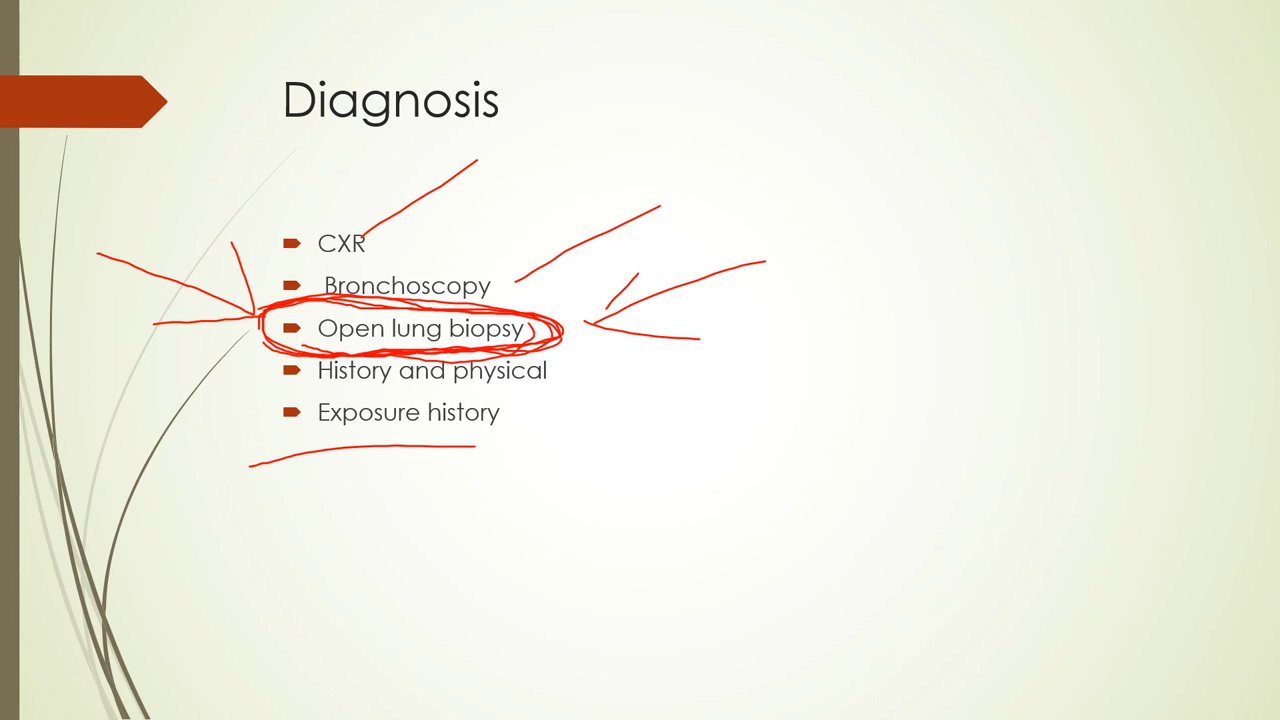 Diagnosis
CXR
Bronchoscopy
Open lung biopsy
History and physical
Exposure history